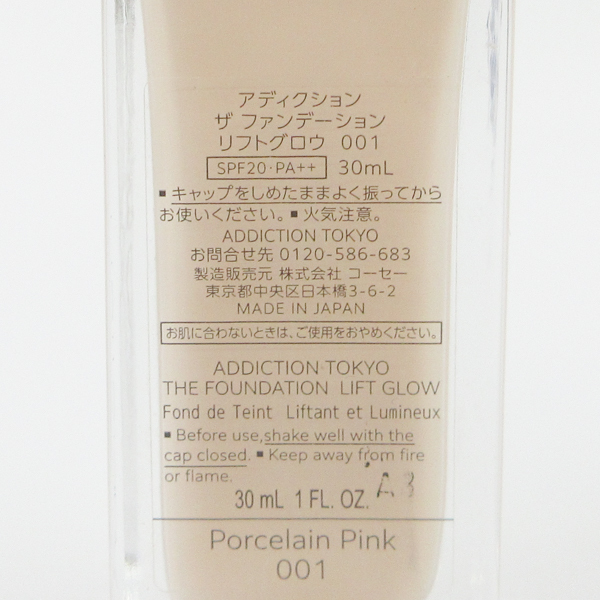 アディクション
ザ ファンデーション
リフトグロウ 001
SPF20・PA++ 30mL
■キャップをしめたままよく振ってから
お使いください。■火気注意。
ADDICTION TOKYO
お問合せ先 0120-586-683
製造販売元 株式会社 コーセー
東京都中央区日本橋3-6-2
MADE IN JAPAN
お肌に合わないときは、ご使用をおやめください。
ADDICTION TOKYO
THE FOUNDATION LIFT GLOW
Fond de Teint Liftant et Lumineux
■ Before use,shake well with the
cap closed. ■ Keep away from fire
or flame.
30 mL 1 FL. OZ.
Porcelain Pink
001